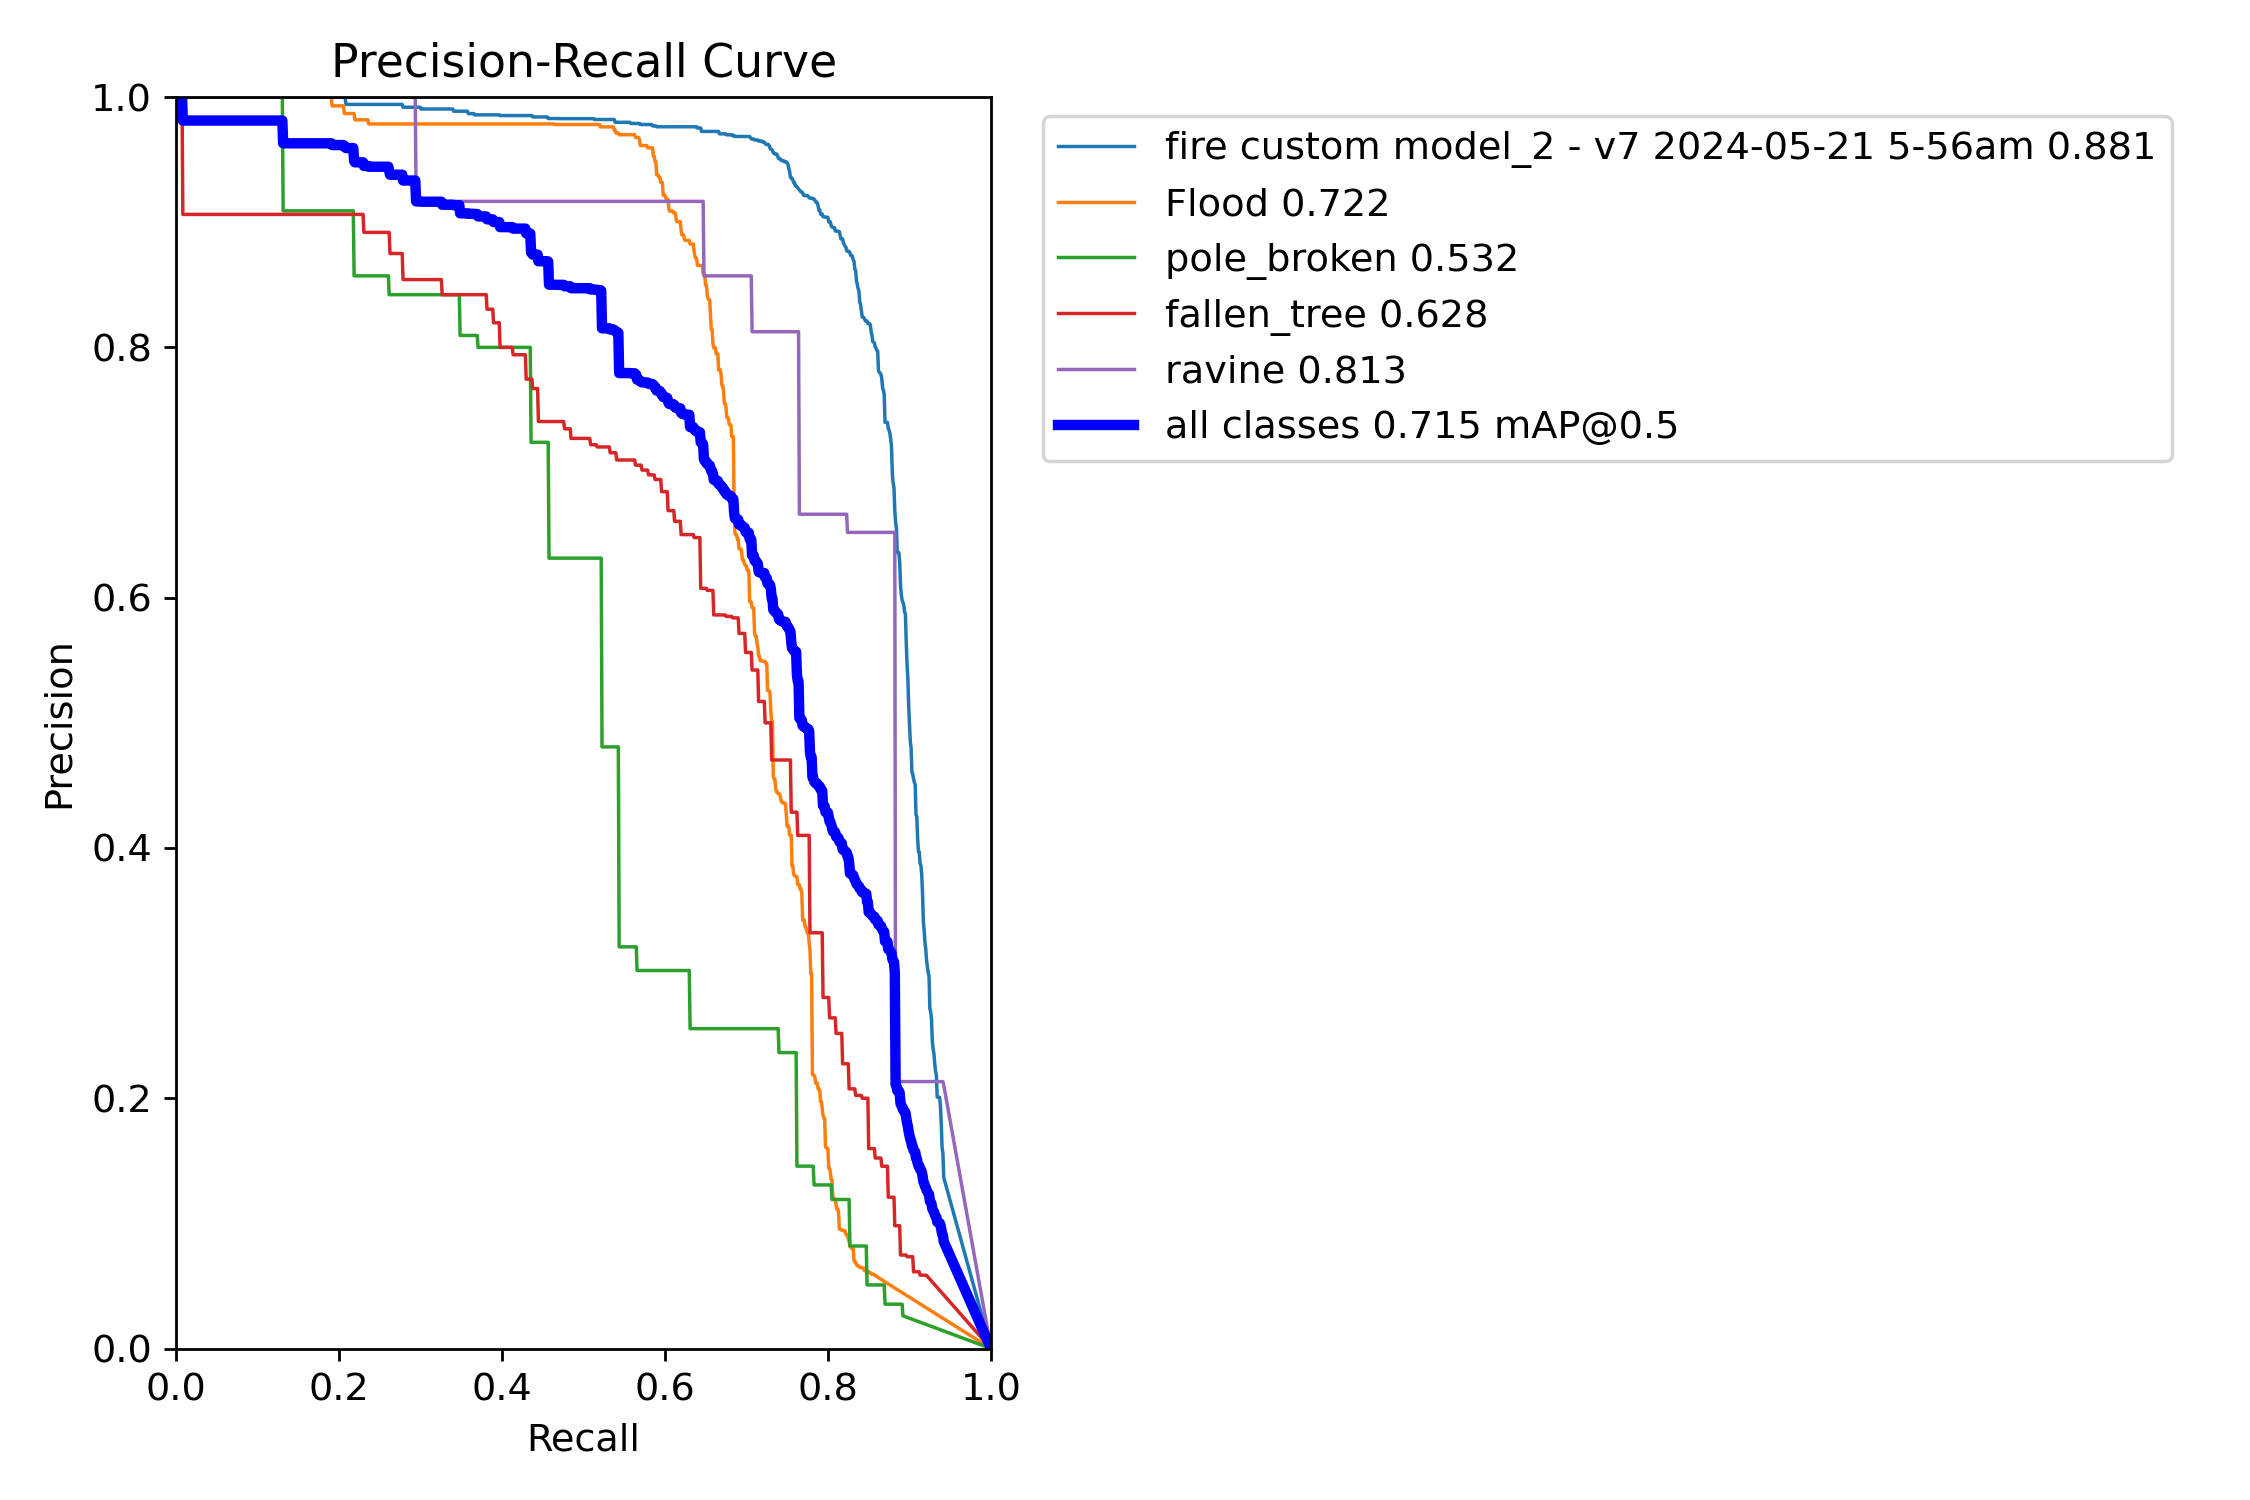 Precision-Recall Curve
1.0
0.8
0.6
0.4
0.2
0.0
Precision
0.0 0.2 0.4 0.6 0.8 1.0
Recall
fire custom model_2 - v7 2024-05-21 5-56am 0.881
Flood 0.722
pole_broken 0.532
fallen_tree 0.628
ravine 0.813
all classes 0.715 mAP@0.5